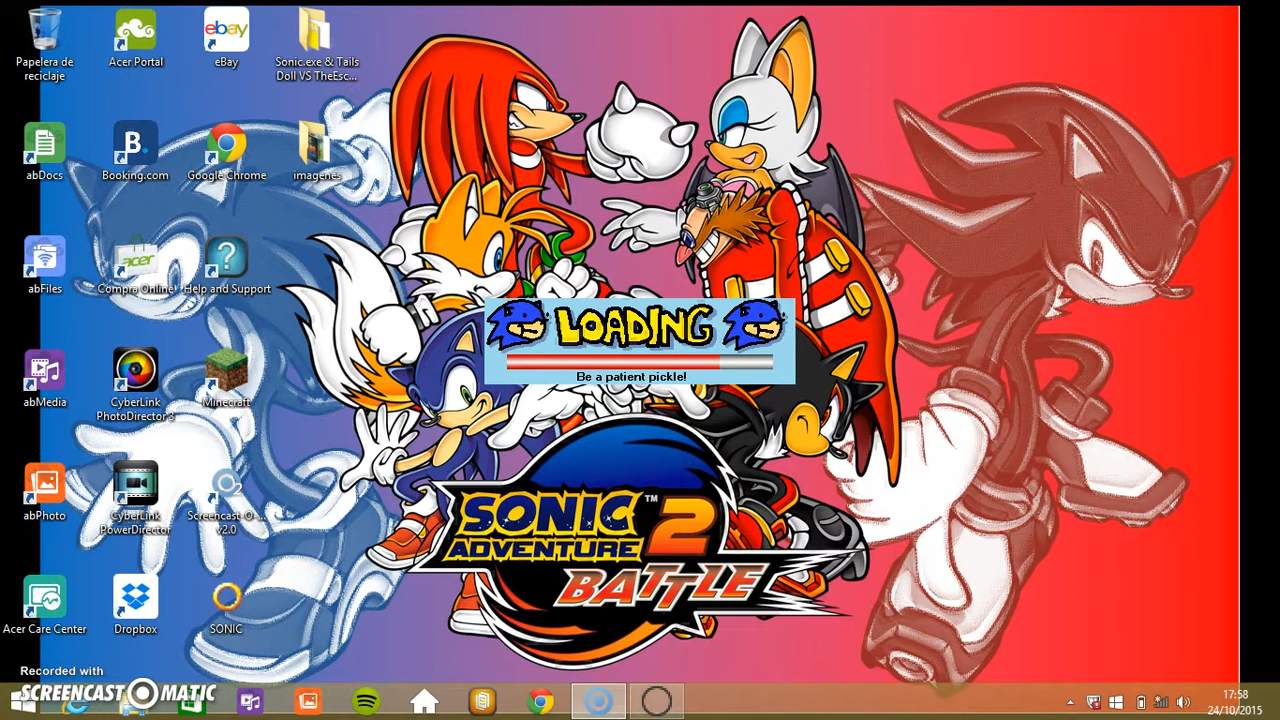 Papelera de
reciclaje
Acer Portal
ebay
eBay
Sonic.exe & Tails
Doll VS TheEsc...
abDocs
B.
Booking.com
Google Chrome
imagenes
abFiles
acer
Compra Online
?
Help and Support
LOADING
Be a patient pickle!
abMedia
CyberLink
PhotoDirector 3
Minecraft
abPhoto
CyberLink
PowerDirector
Screencast-O-...
v2.0
SONIC
ADVENTURE
2
™
BATTLE
Acer Care Center
Dropbox
SONIC
Recorded with
SCREENCAST O MATIC
17:58
24/10/2015